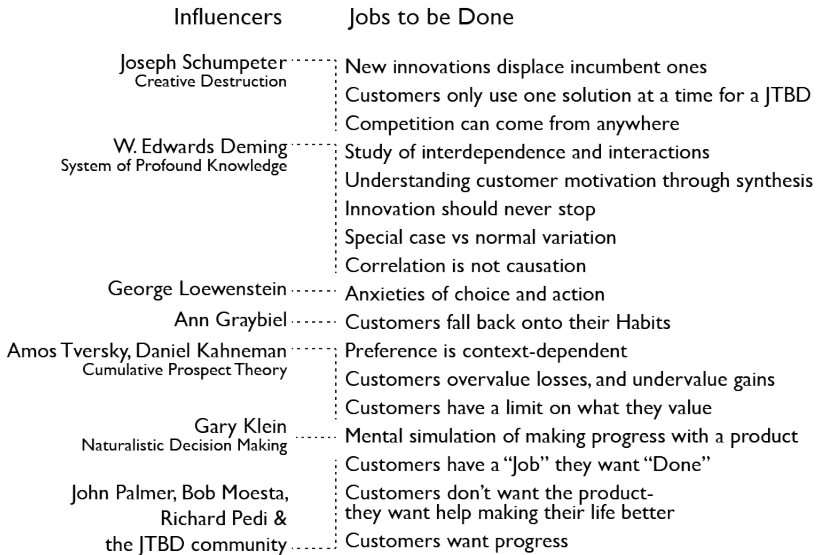 Influencers
Jobs to be Done
Joseph Schumpeter
Creative Destruction
New innovations displace incumbent ones
Customers only use one solution at a time for a JTBD
Competition can come from anywhere
W. Edwards Deming
System of Profound Knowledge
Study of interdependence and interactions
Understanding customer motivation through synthesis
Innovation should never stop
Special case vs normal variation
Correlation is not causation
George Loewenstein
Anxieties of choice and action
Ann Graybiel
Customers fall back onto their Habits
Amos Tversky, Daniel Kahneman
Cumulative Prospect Theory
Preference is context-dependent
Customers overvalue losses, and undervalue gains
Customers have a limit on what they value
Gary Klein
Naturalistic Decision Making
Mental simulation of making progress with a product
John Palmer, Bob Moesta,
Richard Pedi &
the JTBD community
Customers have a “Job” they want “Done”
Customers don’t want the product-
they want help making their life better
Customers want progress